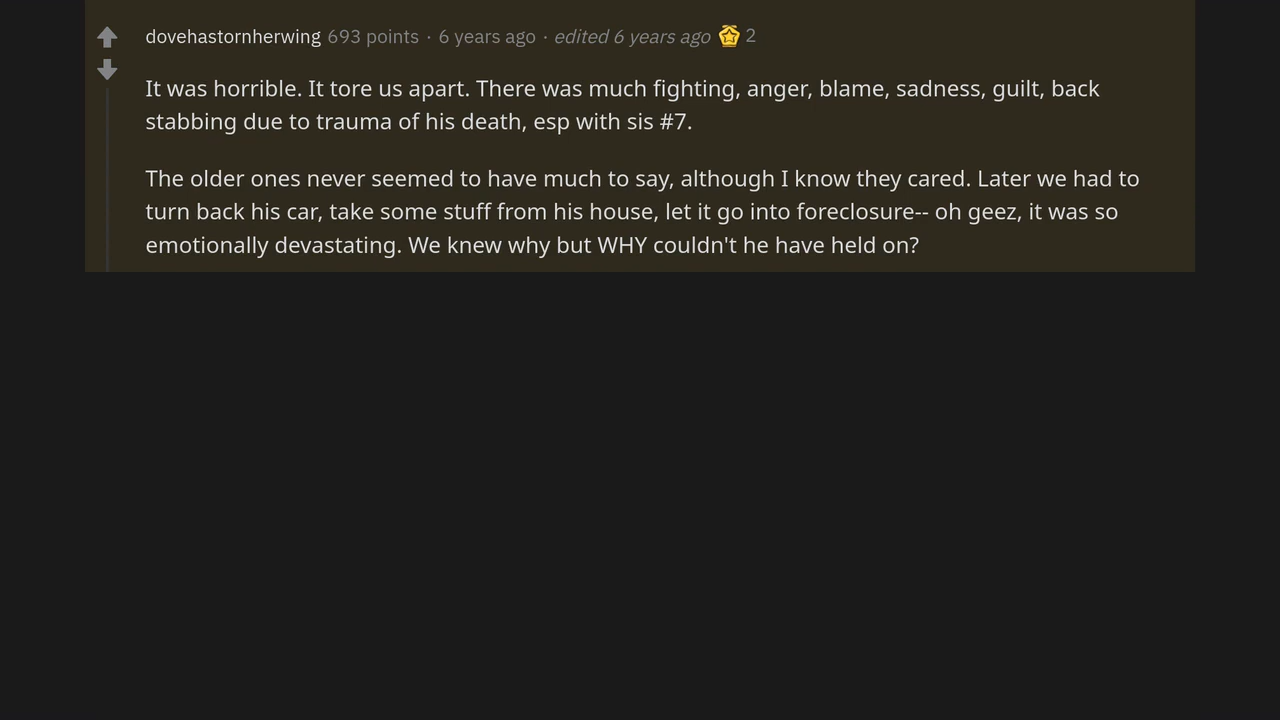 dovehastornherwing 693 points · 6 years ago · edited 6 years ago 2
It was horrible. It tore us apart. There was much fighting, anger, blame, sadness, guilt, back
stabbing due to trauma of his death, esp with sis #7.
The older ones never seemed to have much to say, although I know they cared. Later we had to
turn back his car, take some stuff from his house, let it go into foreclosure-- oh geez, it was so
emotionally devastating. We knew why but WHY couldn't he have held on?